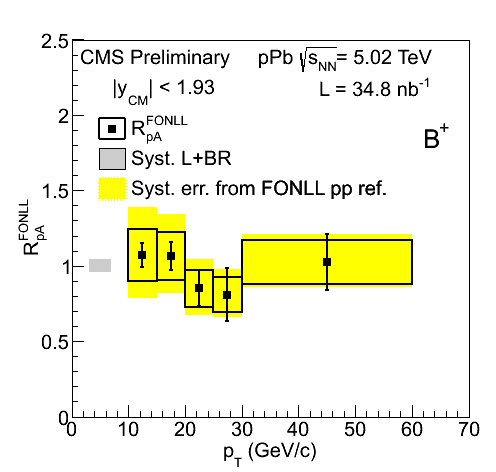 CMS Preliminary pPb √s_NN = 5.02 TeV
|y_CM| < 1.93 L = 34.8 nb^-1
R_pA^FONLL
B^+
Syst. L+BR
Syst. err. from FONLL pp ref.
R_pA^FONLL
2.5
2
1.5
1
0.5
0
0 10 20 30 40 50 60 70
p_T (GeV/c)